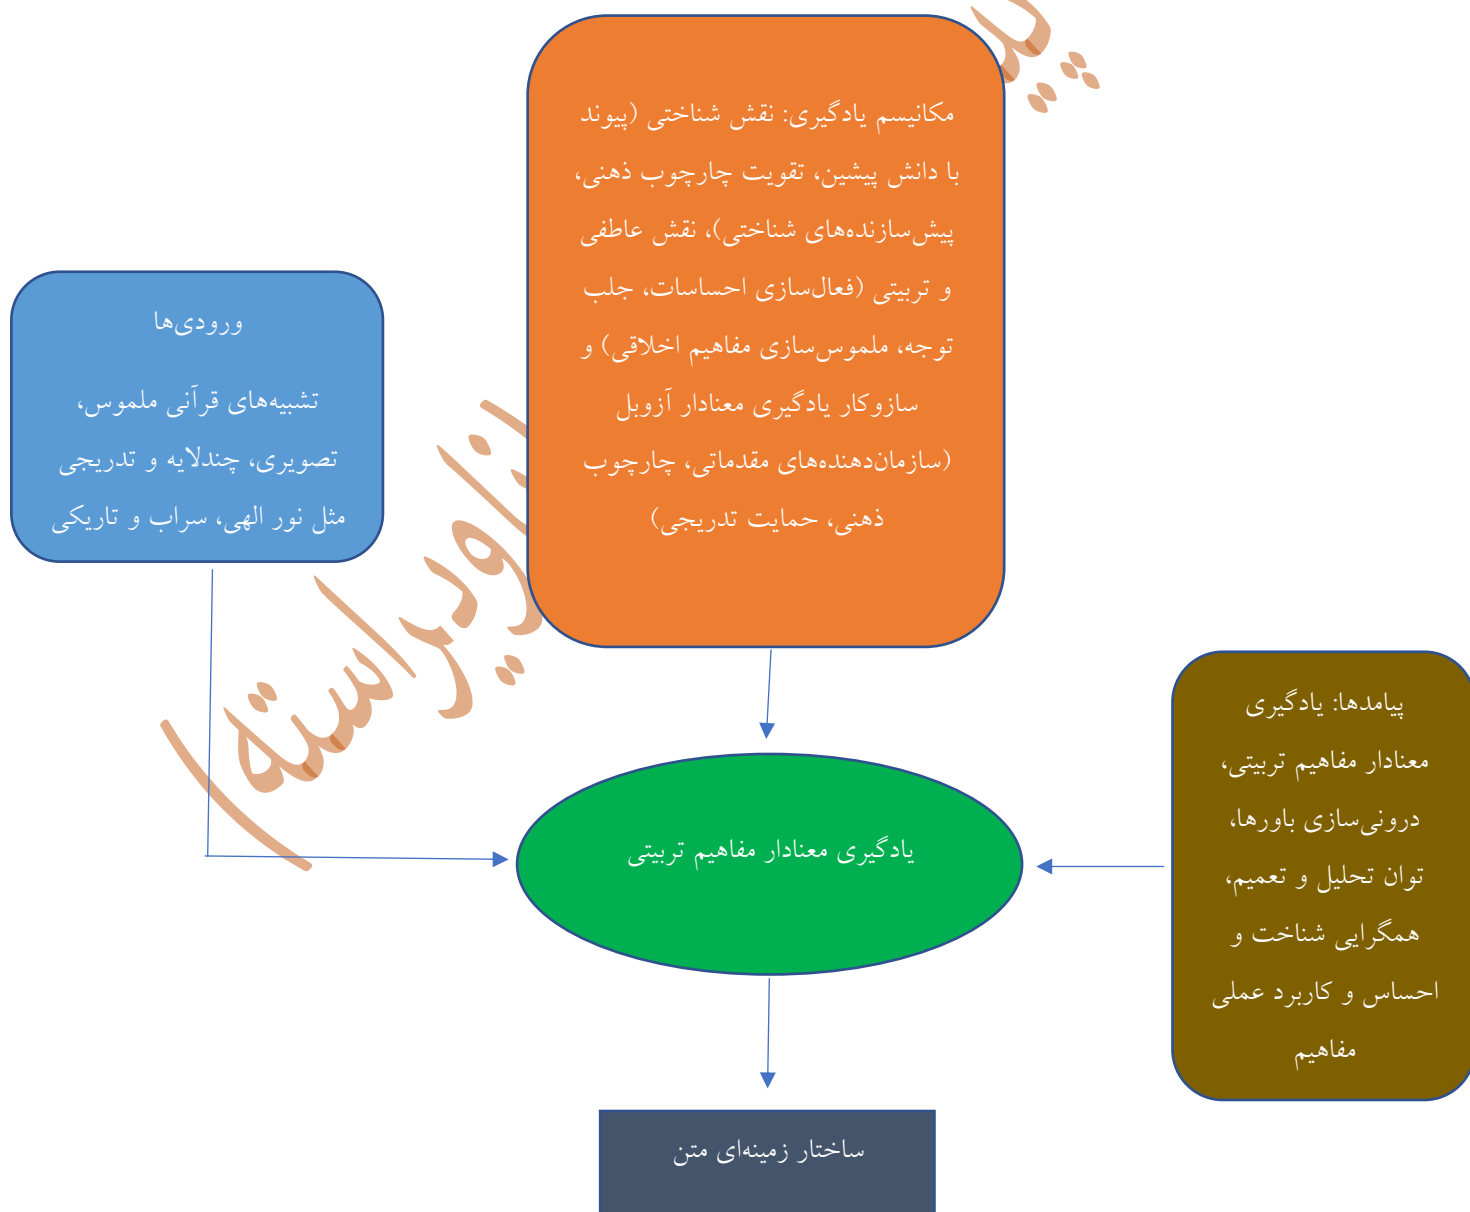 مکانیسم یادگیری: نقش شناختی (پیوند
با دانش پیشین، تقویت چارچوب ذهنی،
پیش‌سازنده‌های شناختی)، نقش عاطفی
و تربیتی (فعال‌سازی احساسات، جلب
توجه، ملموس‌سازی مفاهیم اخلاقی) و
سازوکار یادگیری معنادار آزوبل
(سازمان‌دهنده‌های مقدماتی، چارچوب
ذهنی، حمایت تدریجی)
ورودی‌ها
تشبیه‌های قرآنی ملموس،
تصویری، چندلایه و تدریجی
مثل نور الهی، سراب و تاریکی
پیامدها: یادگیری
معنادار مفاهیم تربیتی،
درونی‌سازی باورها،
توان تحلیل و تعمیم،
همگرایی شناخت و
احساس و کاربرد عملی
مفاهیم
یادگیری معنادار مفاهیم تربیتی
ساختار زمینه‌ای متن